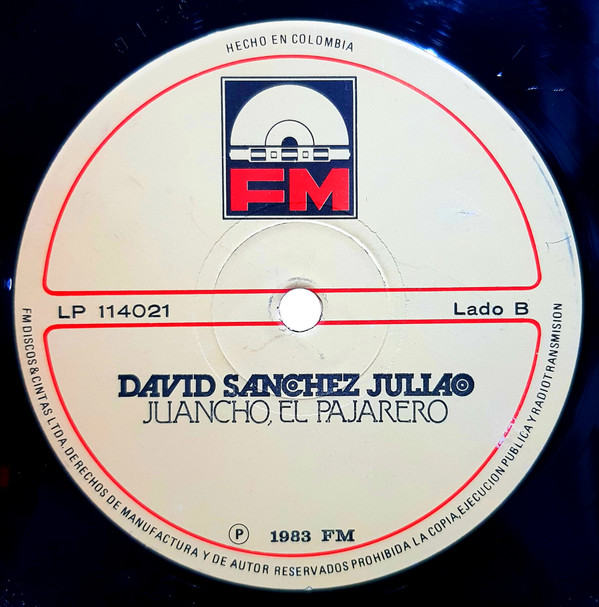 HECHO EN COLOMBIA
FM
LP 114021
Lado B
DAVID SANCHEZ JULIAO
JUANCHO, EL PAJARERO
℗ 1983 FM
FM DISCOS & CINTAS LTDA. DERECHOS DE MANUFACTURA Y DE AUTOR RESERVADOS PROHIBIDA LA COPIA, EJECUCION PUBLICA Y RADIOTRANSMISION